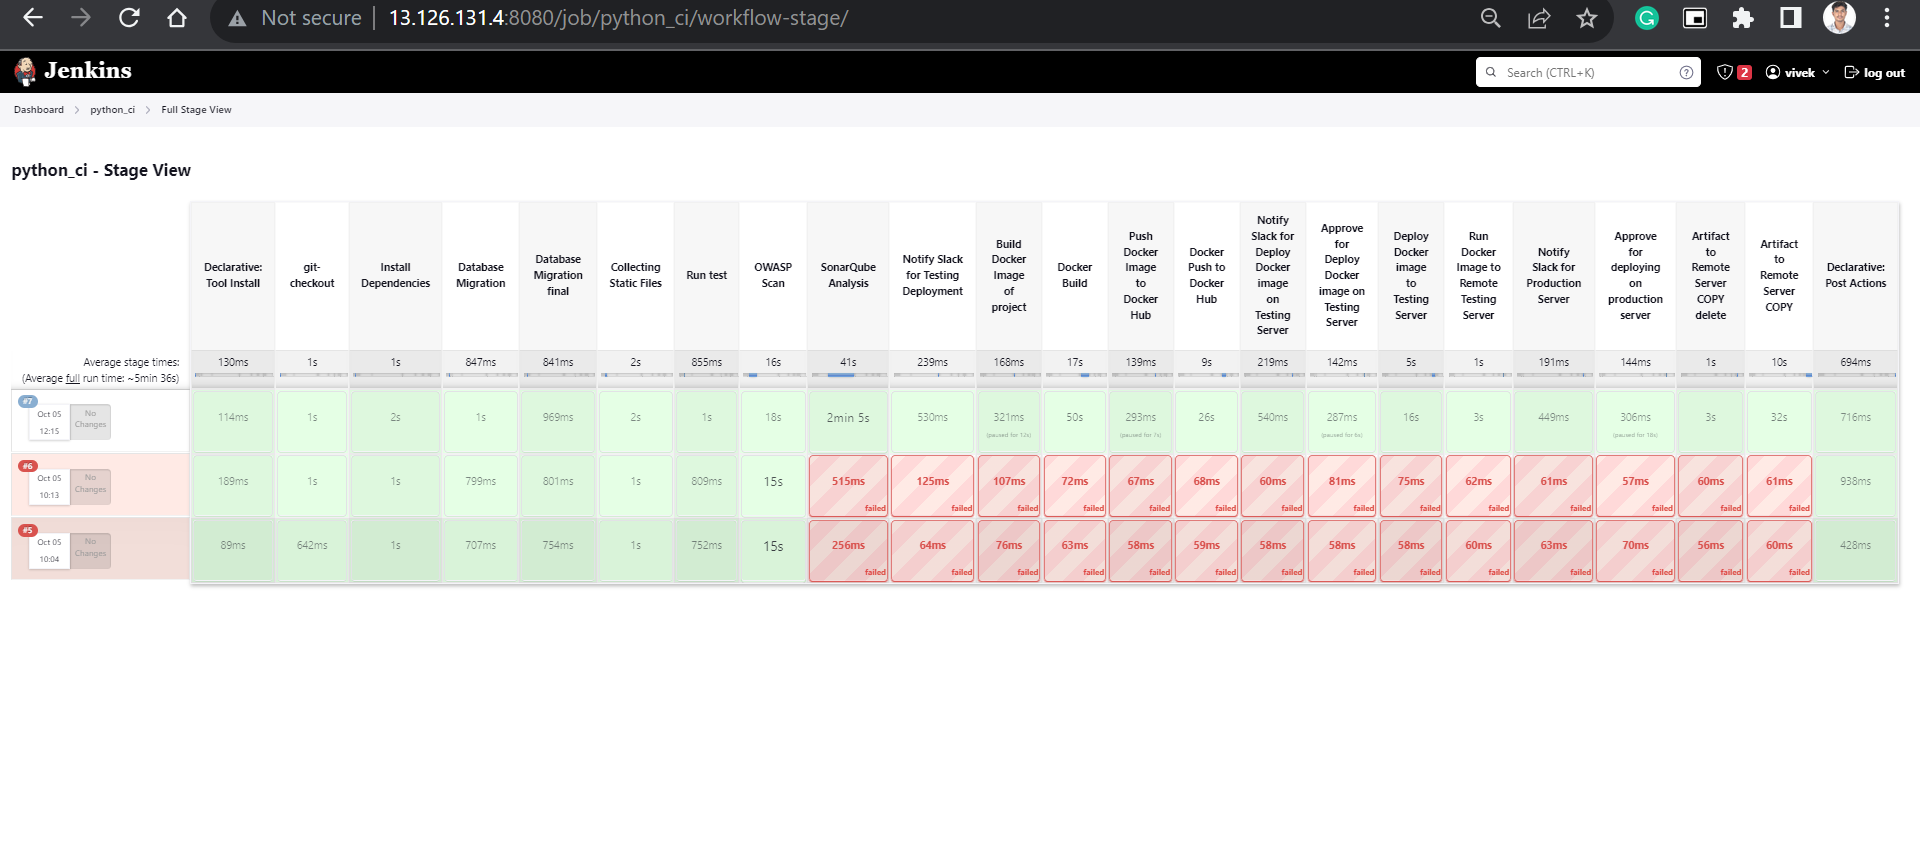 Not secure | 13.126.131.4:8080/job/python_ci/workflow-stage/
Jenkins
Search (CTRL+K)
2
vivek
log out
Dashboard > python_ci > Full Stage View
python_ci - Stage View
Declarative:
Tool Install
git-
checkout
Install
Dependencies
Database
Migration
Database
Migration
final
Collecting
Static Files
Run test
OWASP
Scan
SonarQube
Analysis
Notify Slack
for Testing
Deployment
Build
Docker
Image
of
project
Docker
Build
Push
Docker
Image
to
Docker
Hub
Docker
Push to
Docker
Hub
Notify
Slack for
Deploy
Docker
image
on
Testing
Server
Approve
for
Deploy
Docker
image on
Testing
Server
Deploy
Docker
image
to
Testing
Server
Run
Docker
Image to
Remote
Testing
Server
Notify
Slack for
Production
Server
Approve
for
deploying
on
production
server
Artifact
to
Remote
Server
COPY
delete
Artifact
to
Remote
Server
COPY
Declarative:
Post Actions
Average stage times:
(Average full run time: ~5min 36s)
130ms 1s 1s 847ms 841ms 2s 855ms 16s 41s 239ms 168ms 17s 139ms 9s 219ms 142ms 5s 1s 191ms 144ms 1s 10s 694ms
#7
Oct 05
12:15
No
Changes
114ms 1s 2s 1s 969ms 2s 1s 18s 2min 5s 530ms 321ms 50s 293ms 26s 540ms 287ms 16s 3s 449ms 306ms 3s 32s 716ms
(paused for 12s) (paused for 7s) (paused for 6s) (paused for 18s)
#6
Oct 05
10:13
No
Changes
189ms 1s 1s 799ms 801ms 1s 809ms 15s 515ms 125ms 107ms 72ms 67ms 68ms 60ms 81ms 75ms 62ms 61ms 57ms 60ms 61ms 938ms
failed failed failed failed failed failed failed failed failed failed failed failed failed failed
#5
Oct 05
10:04
No
Changes
89ms 642ms 1s 707ms 754ms 1s 752ms 15s 256ms 64ms 76ms 63ms 58ms 59ms 58ms 58ms 58ms 60ms 63ms 70ms 56ms 60ms 428ms
failed failed failed failed failed failed failed failed failed failed failed failed failed failed